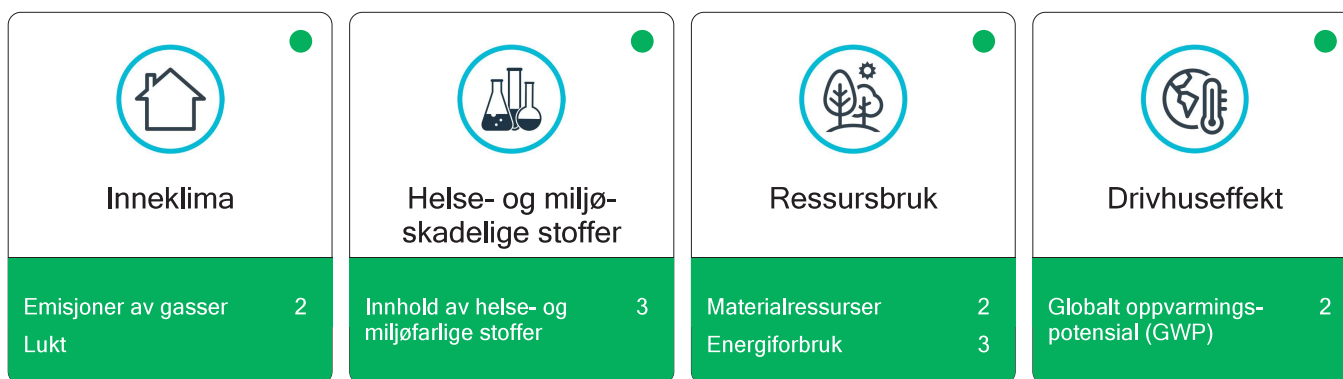 Inneklima
Emisjoner av gasser 2
Lukt
Helse- og miljø-
skadelige stoffer
Innhold av helse- og 3
miljøfarlige stoffer
Ressursbruk
Materialressurser 2
Energiforbruk 3
Drivhuseffekt
Globalt oppvarmings- 2
potensial (GWP)